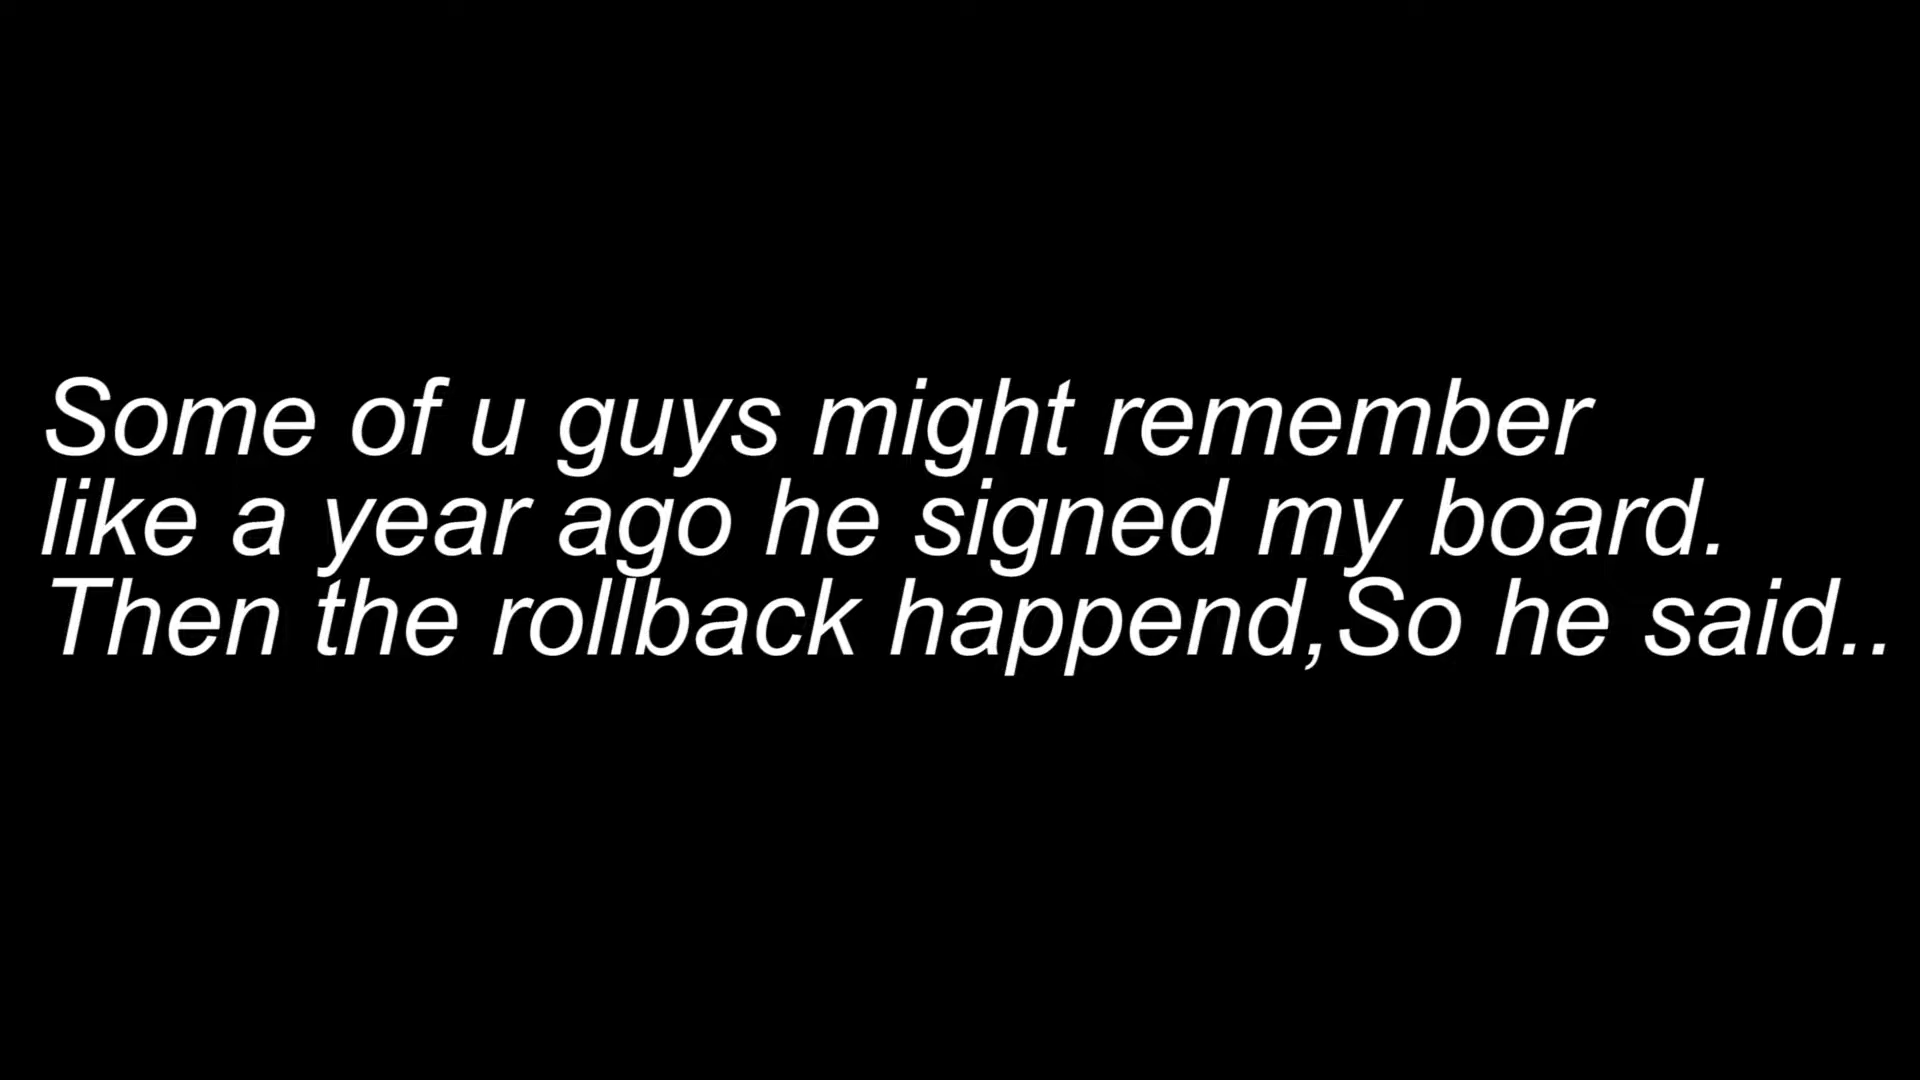 Some of u guys might remember
like a year ago he signed my board.
Then the rollback happend,So he said..